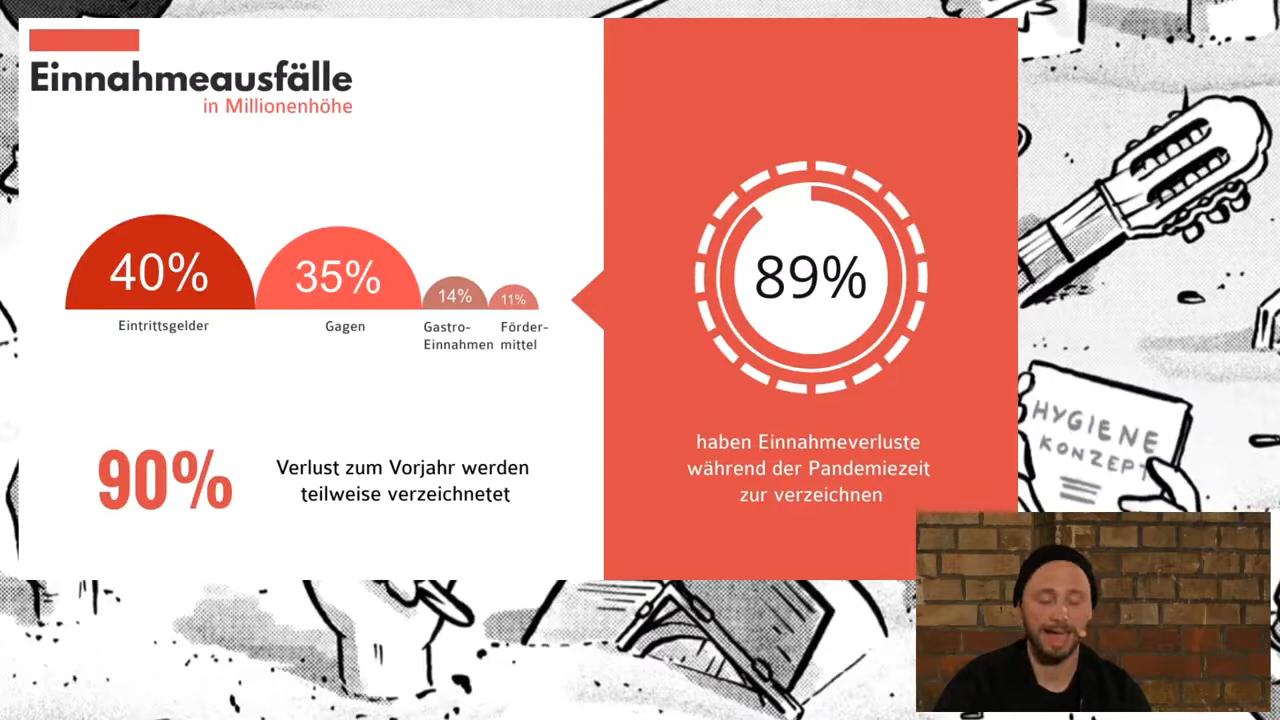 Einnahmeausfälle
in Millionenhöhe
40%
35%
14%
11%
Eintrittsgelder
Gagen
Gastro-
Einnahmen
Förder-
mittel
90%
Verlust zum Vorjahr werden
teilweise verzeichnetet
89%
haben Einnahmeverluste
während der Pandemiezeit
zur verzeichnen
HYGIENE
KONZEPT